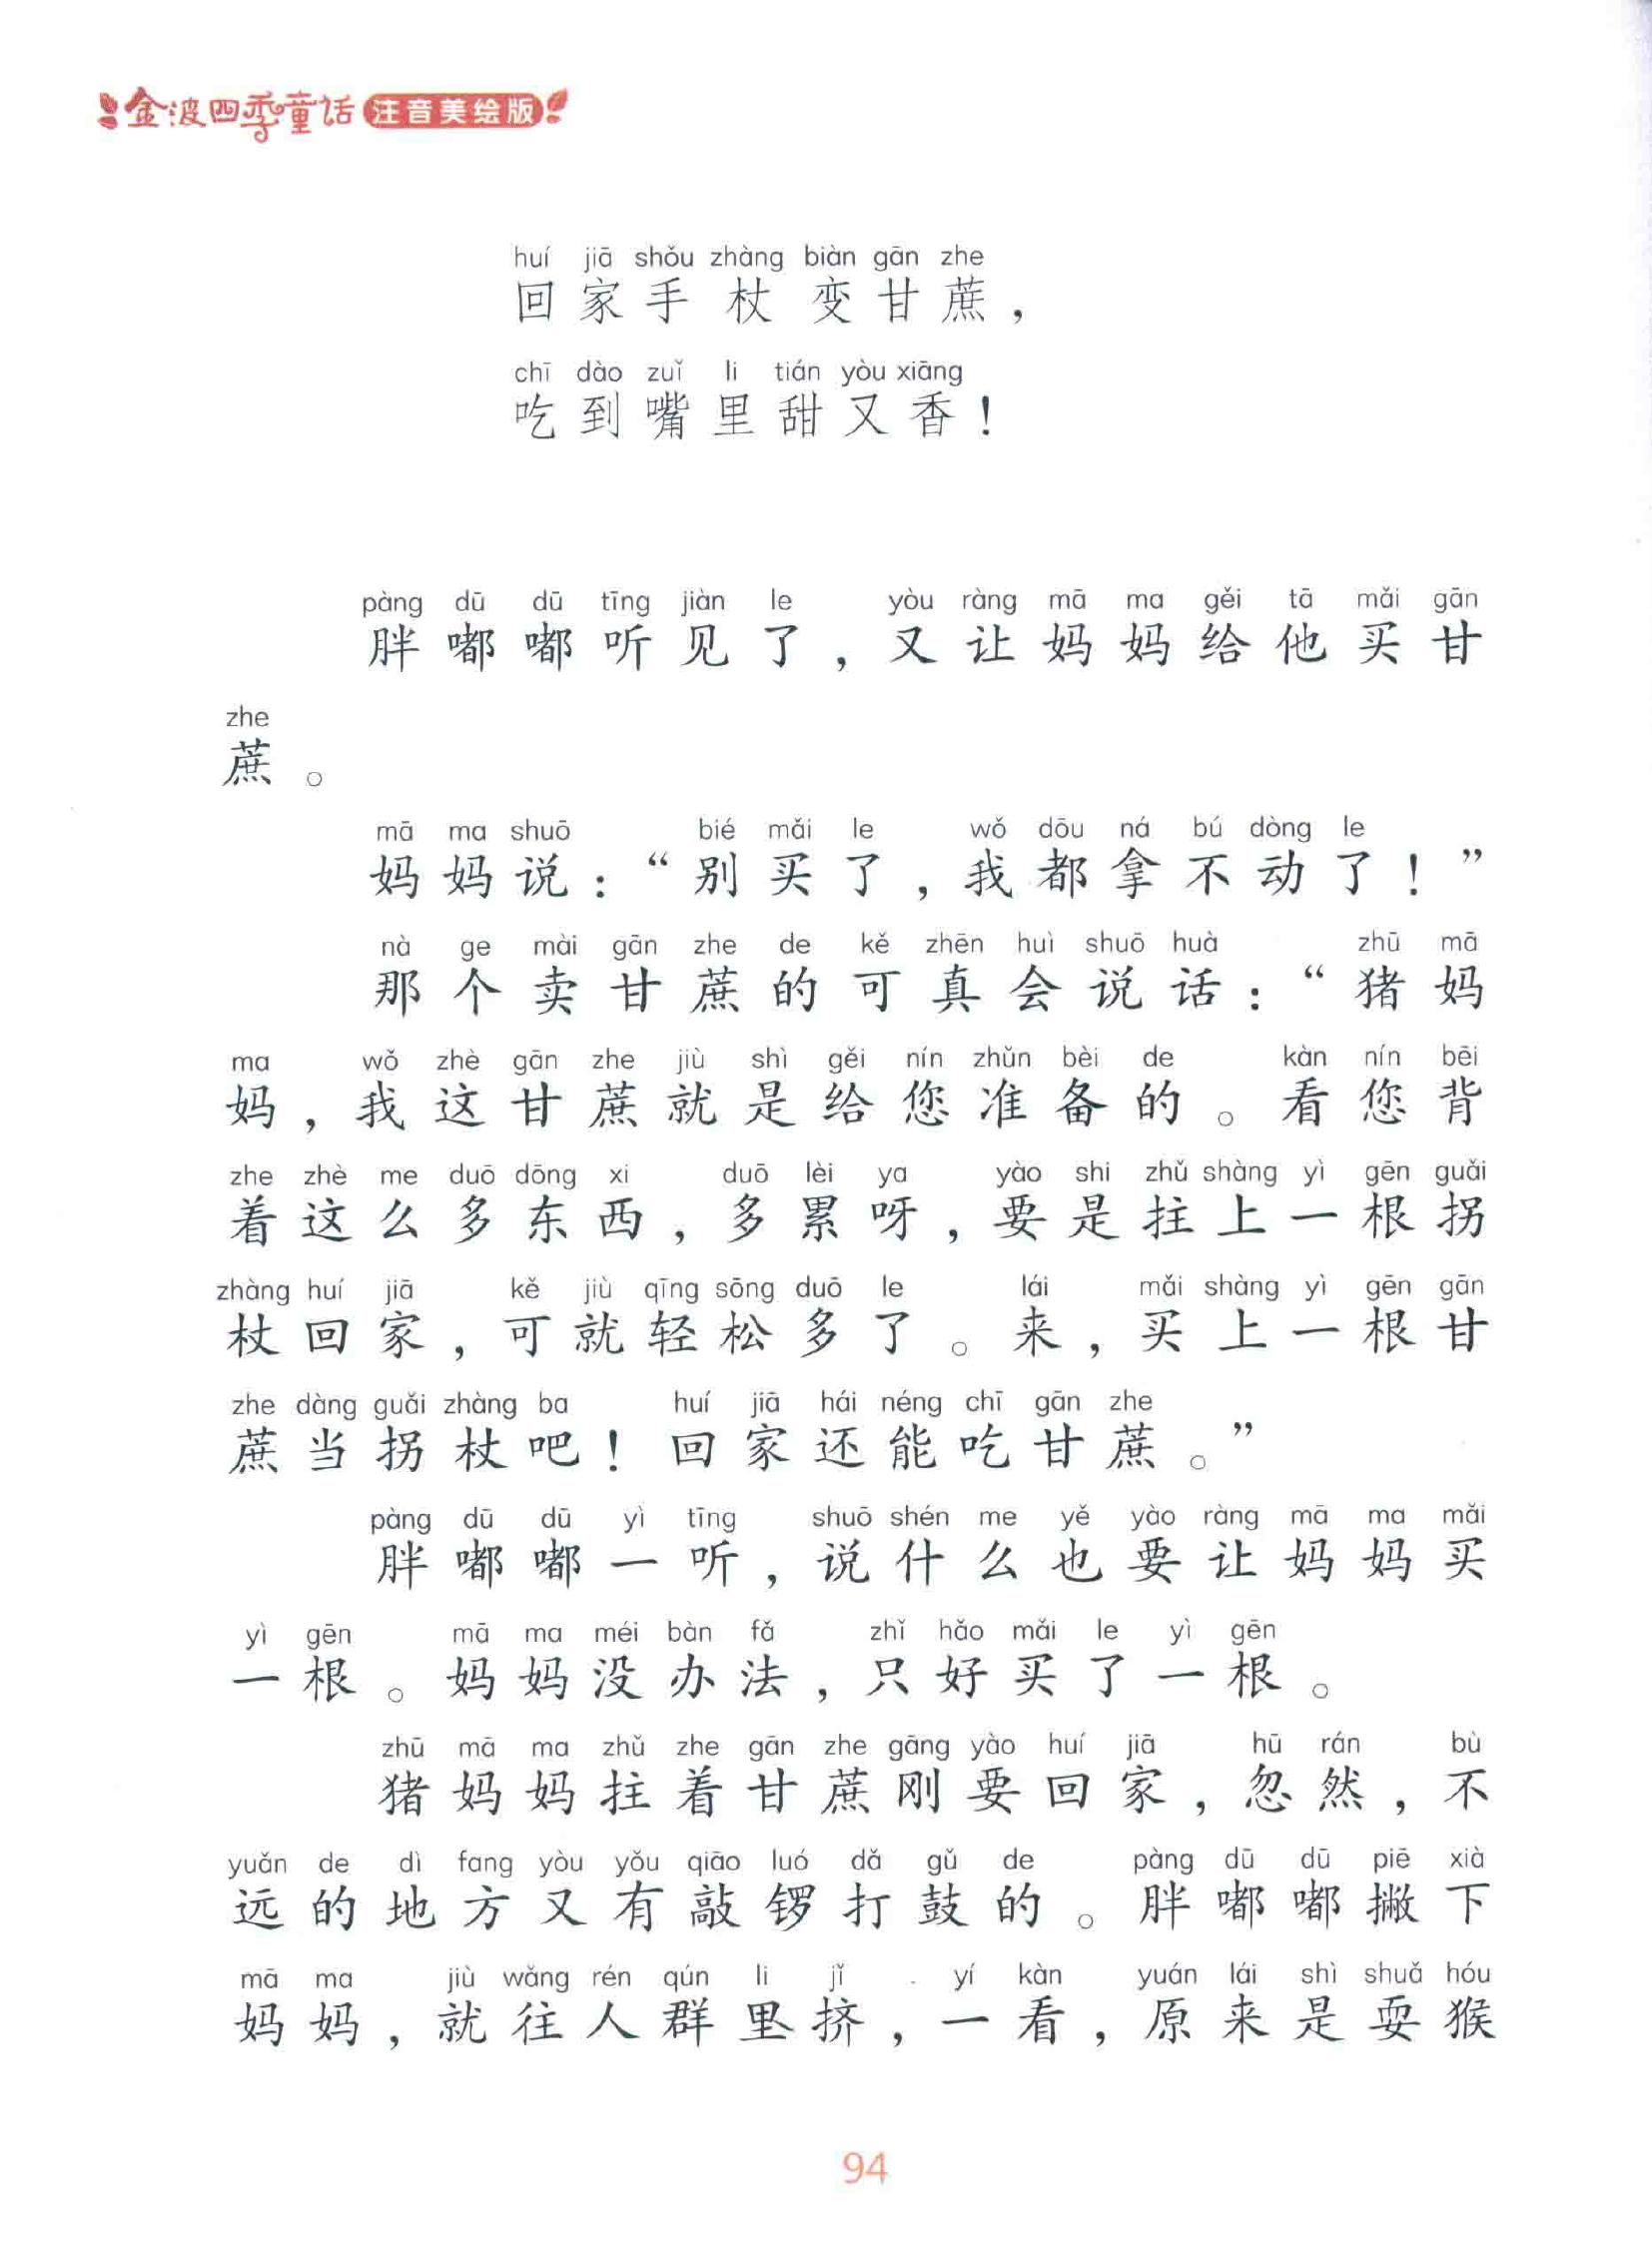 金波四季童话 注音美绘版
huí jiā shǒu zhàng biàn gān zhe
回家手杖变甘蔗，
chī dào zuǐ li tián yòu xiāng
吃到嘴里甜又香！
pàng dū dū tīng jiàn le yòu ràng mā ma gěi tā mǎi gān
胖嘟嘟听见了，又让妈妈给他买甘
zhe
蔗。
mā ma shuō bié mǎi le wǒ dōu ná bú dòng le
妈妈说：“别买了，我都拿不动了！”
nà ge mài gān zhe de kě zhēn huì shuō huà zhū mā
那个卖甘蔗的可真会说话：“猪妈
ma wǒ zhè gān zhe jiù shì gěi nín zhǔn bèi de kàn nín bēi
妈，我这甘蔗就是给您准备的。看您背
zhe zhè me duō dōng xi duō lèi ya yào shi zhǔ shàng yì gēn guǎi
着这么多东西，多累呀，要是拄上一根拐
zhàng huí jiā kě jiù qīng sōng duō le lái mǎi shàng yì gēn gān
杖回家，可就轻松多了。来，买上一根甘
zhe dàng guǎi zhàng ba huí jiā hái néng chī gān zhe
蔗当拐杖吧！回家还能吃甘蔗。”
pàng dū dū yì tīng shuō shén me yě yào ràng mā ma mǎi
胖嘟嘟一听，说什么也要让妈妈买
yì gēn mā ma méi bàn fǎ zhǐ hǎo mǎi le yì gēn
一根。妈妈没办法，只好买了一根。
zhū mā ma zhǔ zhe gān zhe gāng yào huí jiā hū rán bù
猪妈妈拄着甘蔗刚要回家，忽然，不
yuǎn de dì fang yòu yǒu qiāo luó dǎ gǔ de pàng dū dū piē xià
远的地方又有敲锣打鼓的。胖嘟嘟撇下
mā ma jiù wǎng rén qún li jǐ yí kàn yuán lái shì shuǎ hóu
妈妈，就往人群里挤，一看，原来是耍猴
94